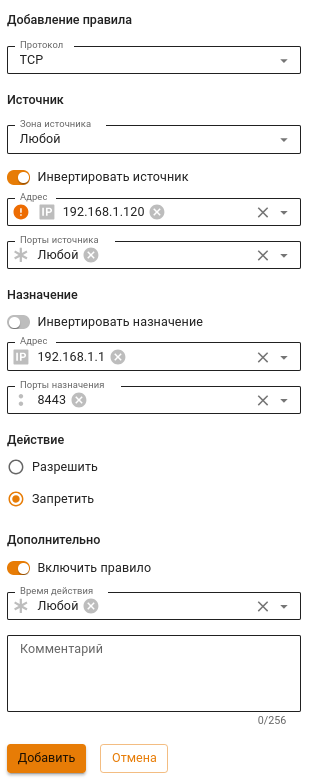 Добавление правила
Протокол
TCP
Источник
Зона источника
Любой
Инвертировать источник
Адрес
! IP 192.168.1.120
Порты источника
Любой
Назначение
Инвертировать назначение
Адрес
IP 192.168.1.1
Порты назначения
8443
Действие
Разрешить
Запретить
Дополнительно
Включить правило
Время действия
Любой
Комментарий
0/256
Добавить Отмена